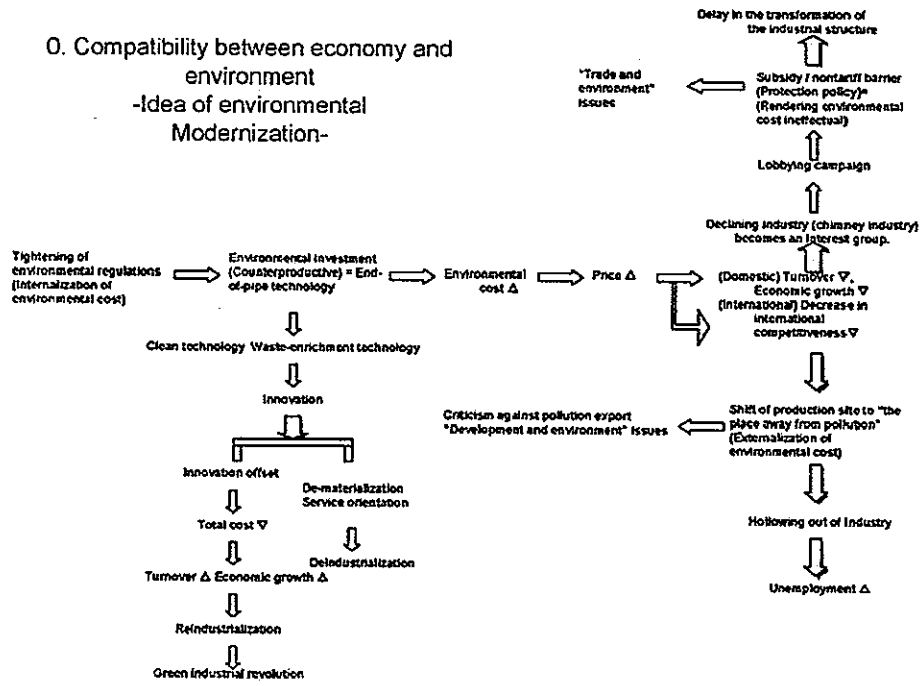 0. Compatibility between economy and
environment
-Idea of environmental
Modernization-
Delay in the transformation of
the industrial structure
"Trade and
environment"
issues
Subsidy / nontariff barrier
(Protection policy)=
(Rendering environmental
cost ineffectual)
Lobbying campaign
Declining industry (chimney industry)
becomes an interest group.
Tightening of
environmental regulations
(Internalization of
environmental cost)
Environmental investment
(Counterproductive) = End-
of-pipe technology
Environmental
cost △
Price △
(Domestic) Turnover ▽,
Economic growth ▽
(International) Decrease in
international
competitiveness ▽
Clean technology Waste-enrichment technology
Innovation
Criticism against pollution export
"Development and environment" issues
Shift of production site to "the
place away from pollution"
(Externalization of
environmental cost)
Innovation offset
De-materialization
Service orientation
Total cost ▽
Deindustrialization
Hollowing out of industry
Turnover △ Economic growth △
Unemployment △
Reindustrialization
Green industrial revolution